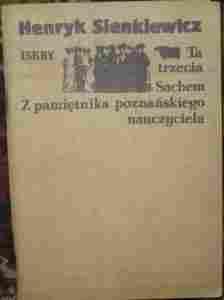 Henryk Sienkiewicz
ISKRY Ta
trzecia
Sachem
Z pamiętnika poznańskiego
nauczyciela